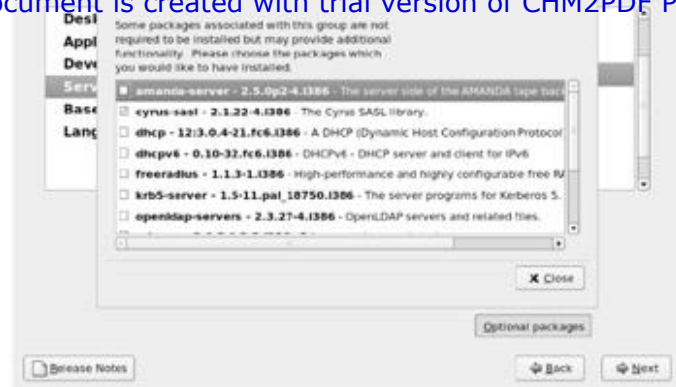 ocument is created with trial version of CHM2PDF P
Desk
Some packages associated with this group are not
Appl
required to be installed but may provide additional
functionality. Please choose the packages which
Deve
you would like to have installed.
Serv
amanda-server - 2.5.0p2-4.i386 - The server side of the AMANDA tape back
Base
cyrus-sasl - 2.1.22-4.i386 - The Cyrus SASL library.
Lang
dhcp - 12:3.0.4-21.fc6.i386 - A DHCP (Dynamic Host Configuration Protocol
dhcpv6 - 0.10-32.fc6.i386 - DHCPv6 - DHCP server and client for IPv6
freeradius - 1.1.3-1.i386 - High-performance and highly configurable free RA
krb5-server - 1.5-11.pal_18750.i386 - The server programs for Kerberos 5.
openldap-servers - 2.3.27-4.i386 - OpenLDAP servers and related files.
Close
Optional packages
Release Notes
Back
Next